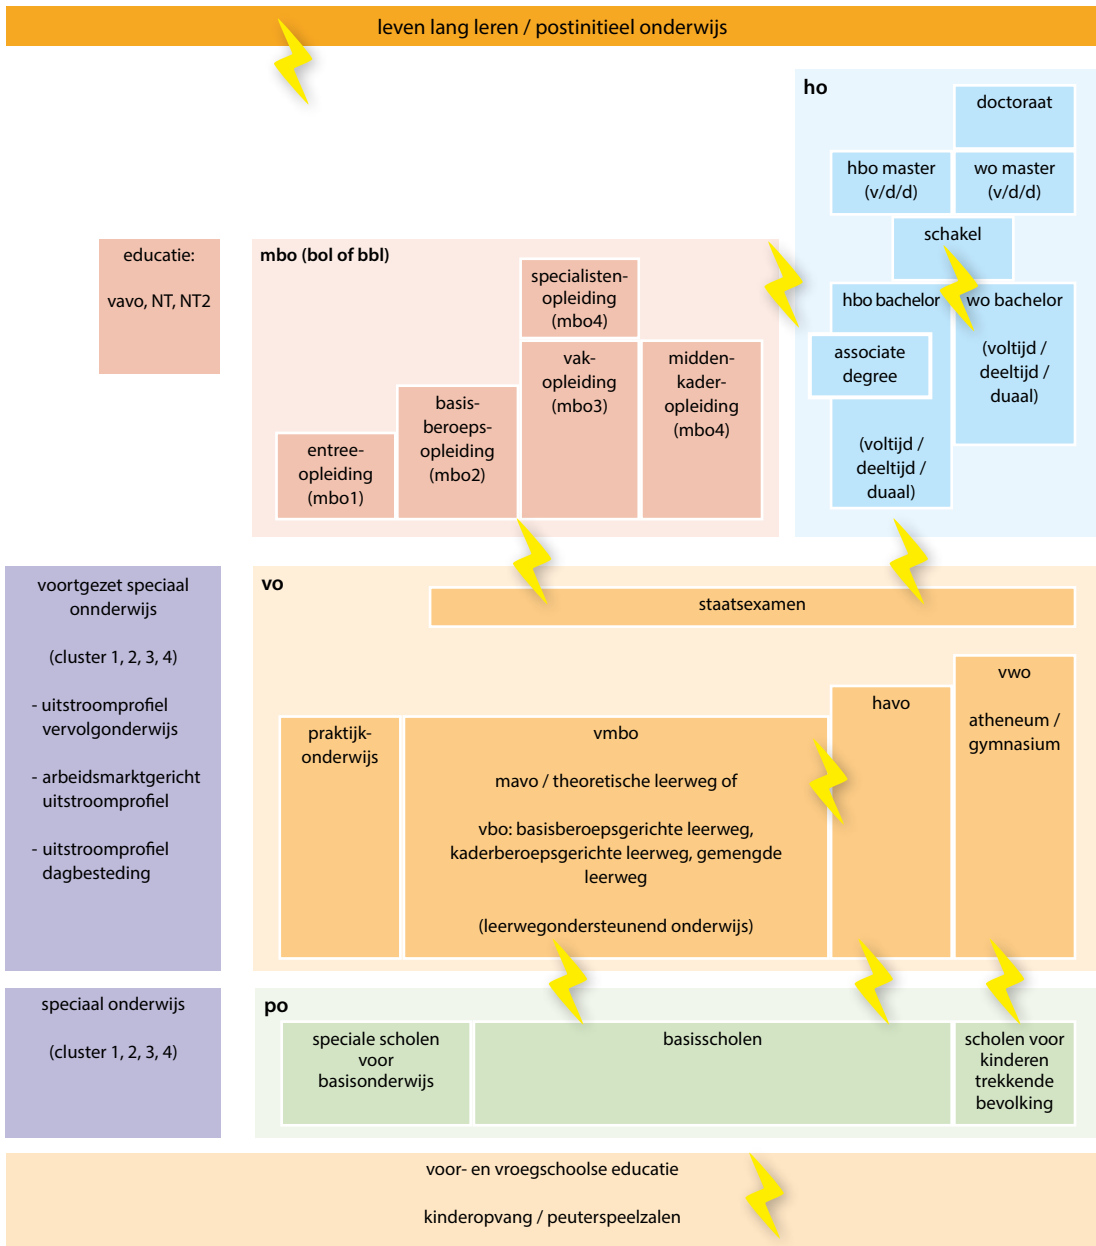 leven lang leren / postinitieel onderwijs
ho
doctoraat
hbo master
(v/d/d)
wo master
(v/d/d)
schakel
hbo bachelor
wo bachelor
associate
degree
(voltijd /
deeltijd /
duaal)
(voltijd /
deeltijd /
duaal)
educatie:
vavo, NT, NT2
mbo (bol of bbl)
specialisten-
opleiding
(mbo4)
vak-
opleiding
(mbo3)
midden-
kader-
opleiding
(mbo4)
basis-
beroeps-
opleiding
(mbo2)
entree-
opleiding
(mbo1)
voortgezet speciaal
onnderwijs
(cluster 1, 2, 3, 4)
- uitstroomprofiel
vervolgonderwijs
- arbeidsmarktgericht
uitstroomprofiel
- uitstroomprofiel
dagbesteding
vo
staatsexamen
praktijk-
onderwijs
vmbo
mavo / theoretische leerweg of
vbo: basisberoepsgerichte leerweg,
kaderberoepsgerichte leerweg, gemengde
leerweg
(leerwegondersteunend onderwijs)
havo
vwo
atheneum /
gymnasium
speciaal onderwijs
(cluster 1, 2, 3, 4)
po
speciale scholen
voor
basisonderwijs
basisscholen
scholen voor
kinderen
trekkende
bevolking
voor- en vroegschoolse educatie
kinderopvang / peuterspeelzalen